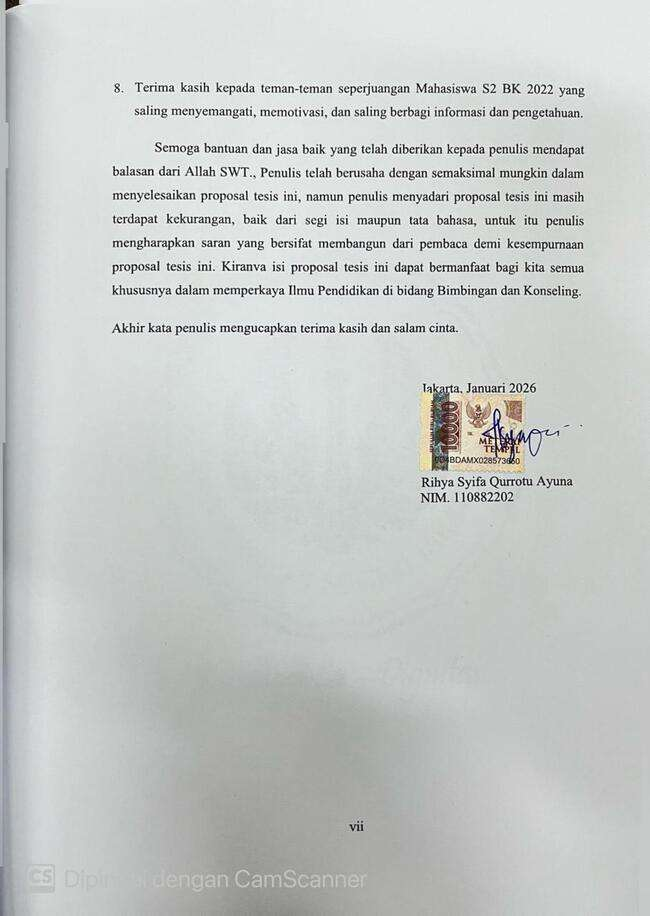 8. Terima kasih kepada teman-teman seperjuangan Mahasiswa S2 BK 2022 yang
saling menyemangati, memotivasi, dan saling berbagi informasi dan pengetahuan.
Semoga bantuan dan jasa baik yang telah diberikan kepada penulis mendapat
balasan dari Allah SWT., Penulis telah berusaha dengan semaksimal mungkin dalam
menyelesaikan proposal tesis ini, namun penulis menyadari proposal tesis ini masih
terdapat kekurangan, baik dari segi isi maupun tata bahasa, untuk itu penulis
mengharapkan saran yang bersifat membangun dari pembaca demi kesempurnaan
proposal tesis ini. Kiranva isi proposal tesis ini dapat bermanfaat bagi kita semua
khususnya dalam memperkaya Ilmu Pendidikan di bidang Bimbingan dan Konseling.
Akhir kata penulis mengucapkan terima kasih dan salam cinta.
Jakarta, Januari 2026
10000
TEMPEL
Rihya Syifa Qurrotu Ayuna
NIM. 110882202
vii
CS dengan CamScanner